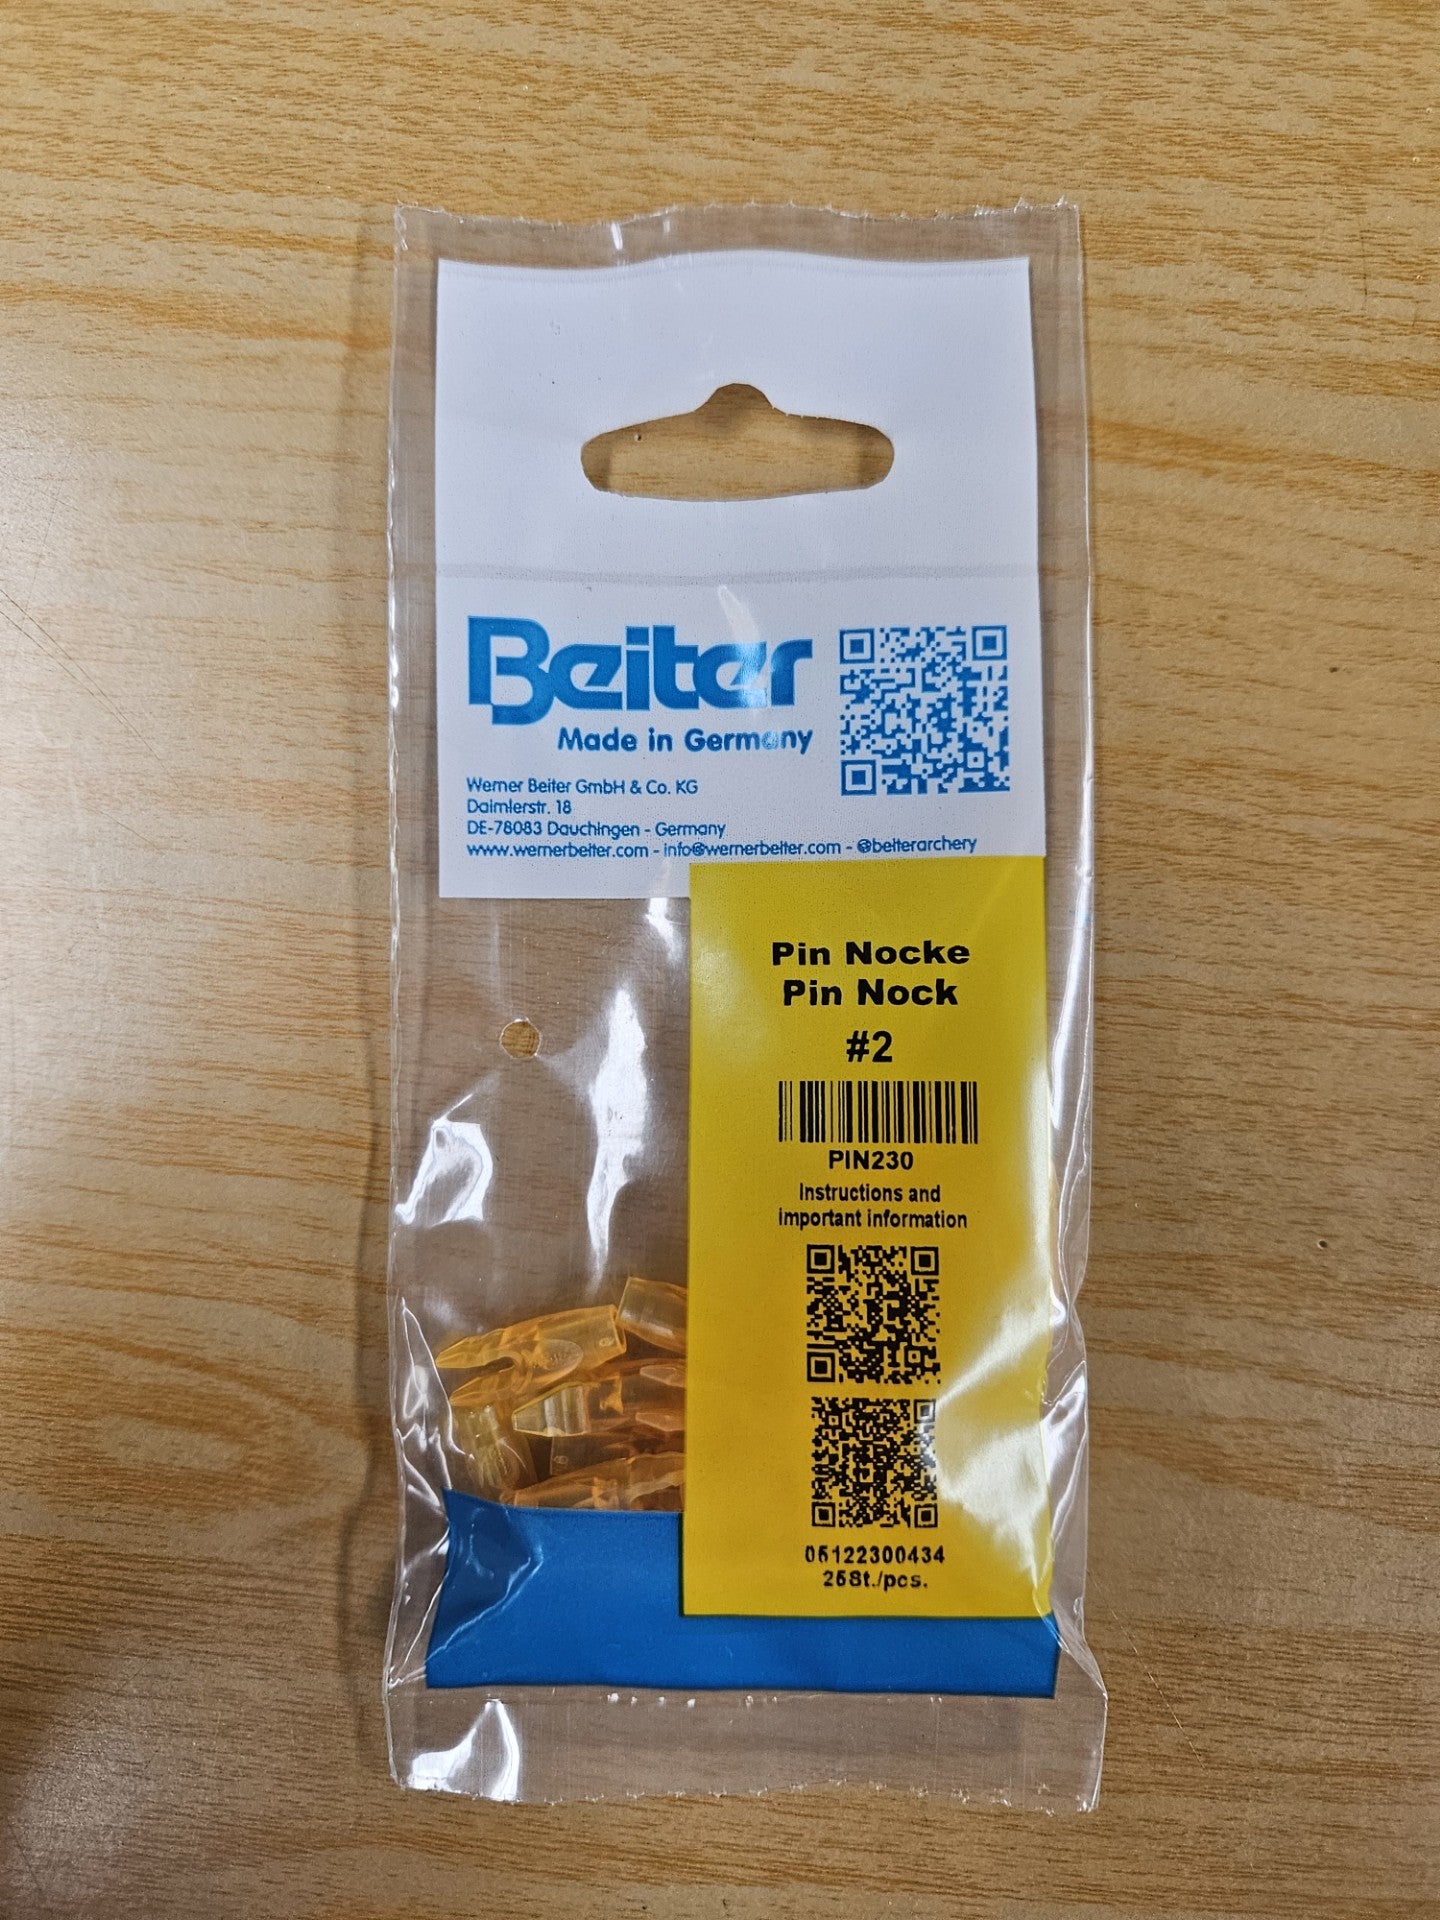 Beiter
Made in Germany
Werner Beiter GmbH & Co. KG
Daimlerstr. 18
DE-78083 Dauchingen - Germany
www.wernerbeiter.com - info@wernerbeiter.com - @beiterarchery
Pin Nocke
Pin Nock
#2
PIN230
Instructions and
important information
05122300434
25St./pcs.